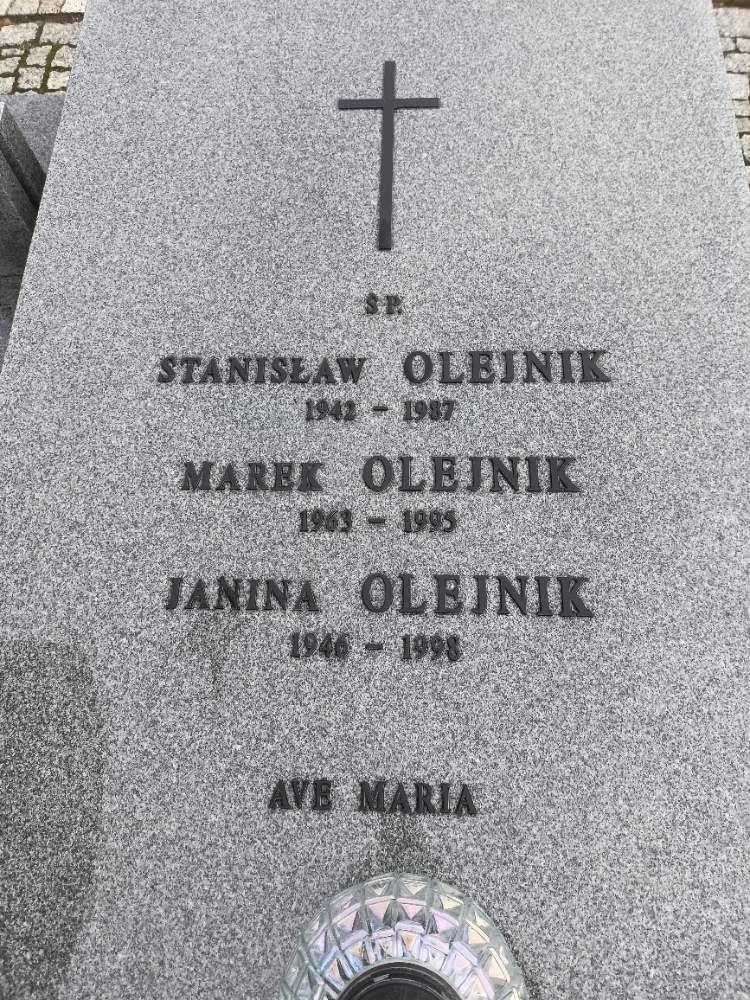 Ś P.
STANISŁAW OLEJNIK
1942 – 1987
MAREK OLEJNIK
1963 – 1995
JANINA OLEJNIK
1946 – 1998
AVE MARIA